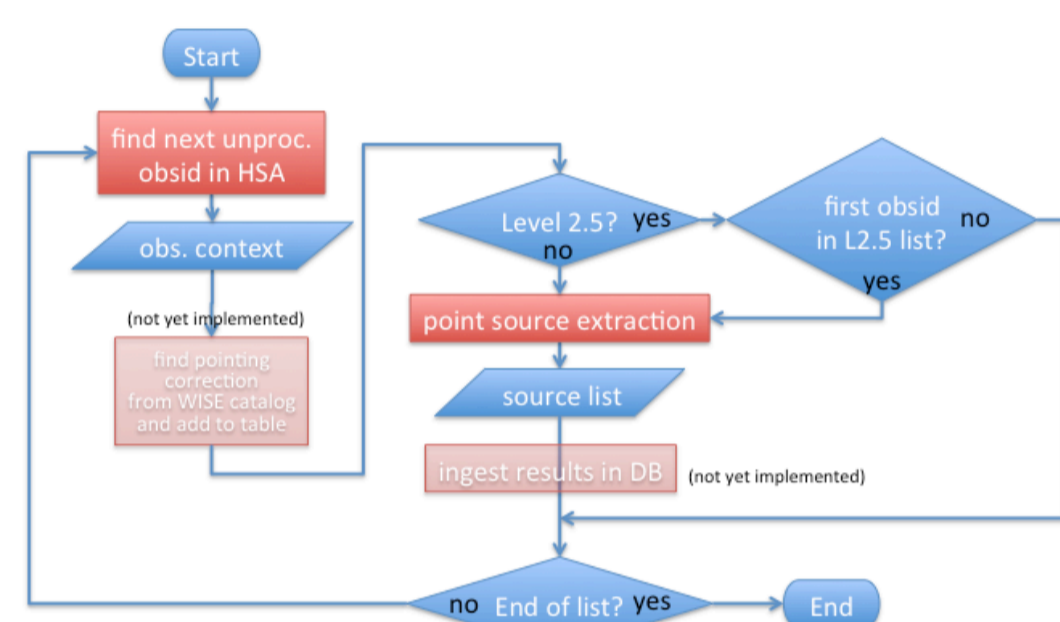 Start
find next unproc.
obsid in HSA
obs. context
(not yet implemented)
find pointing
correction
from WISE catalog
and add to table
Level 2.5?
yes
no
first obsid
in L2.5 list?
no
yes
point source extraction
source list
ingest results in DB
(not yet implemented)
no
End of list?
yes
End